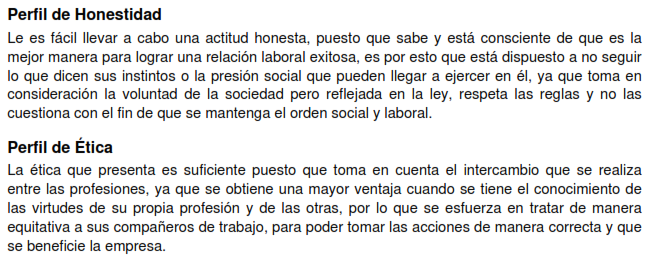 Perfil de Honestidad
Le es fácil llevar a cabo una actitud honesta, puesto que sabe y está consciente de que es la
mejor manera para lograr una relación laboral exitosa, es por esto que está dispuesto a no seguir
lo que dicen sus instintos o la presión social que pueden llegar a ejercer en él, ya que toma en
consideración la voluntad de la sociedad pero reflejada en la ley, respeta las reglas y no las
cuestiona con el fin de que se mantenga el orden social y laboral.
Perfil de Ética
La ética que presenta es suficiente puesto que toma en cuenta el intercambio que se realiza
entre las profesiones, ya que se obtiene una mayor ventaja cuando se tiene el conocimiento de
las virtudes de su propia profesión y de las otras, por lo que se esfuerza en tratar de manera
equitativa a sus compañeros de trabajo, para poder tomar las acciones de manera correcta y que
se beneficie la empresa.